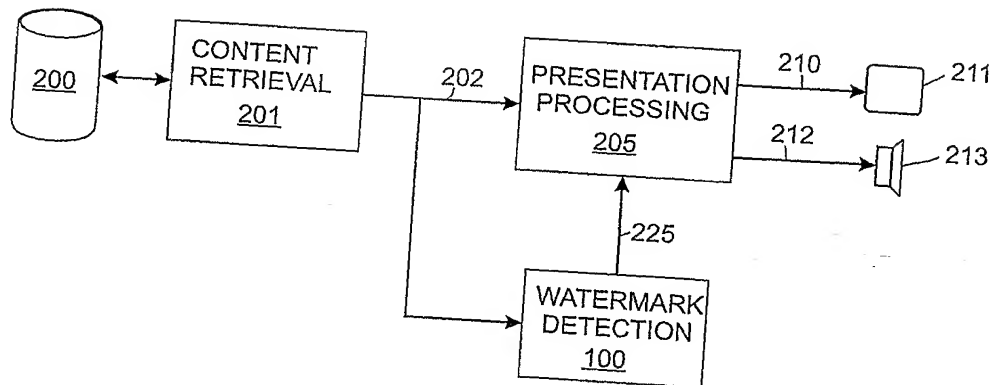 200
CONTENT
RETRIEVAL
201
202
PRESENTATION
PROCESSING
205
210
211
212
213
225
WATERMARK
DETECTION
100